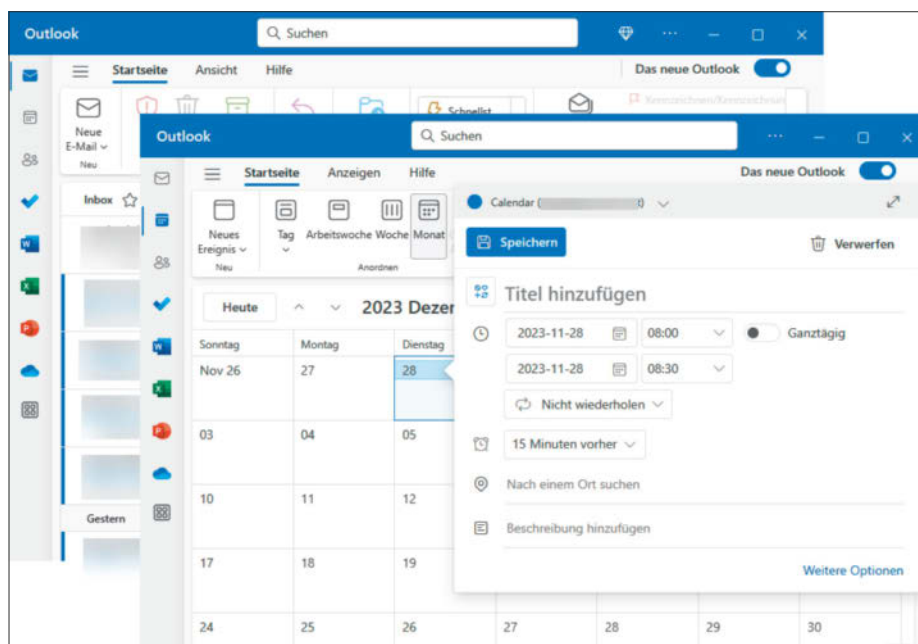 Outlook
Suchen
Startseite Ansicht Hilfe
Das neue Outlook
Neue
E-Mail
Neu
Schnellst
Kennzeichnen/Kennzeichnun
Inbox
Gestern
Outlook
Suchen
Startseite Anzeigen Hilfe
Das neue Outlook
Neues
Ereignis
Neu
Tag Arbeitswoche Woche Monat
Anordnen
Heute
2023 Dezer
Sonntag Montag Dienstag
Nov 26 27 28
03 04 05
10 11 12
17 18 19
24 25 26 27 28 29 30
Calendar (
Speichern
Verwerfen
Titel hinzufügen
2023-11-28 08:00 Ganztägig
2023-11-28 08:30
Nicht wiederholen
15 Minuten vorher
Nach einem Ort suchen
Beschreibung hinzufügen
Weitere Optionen